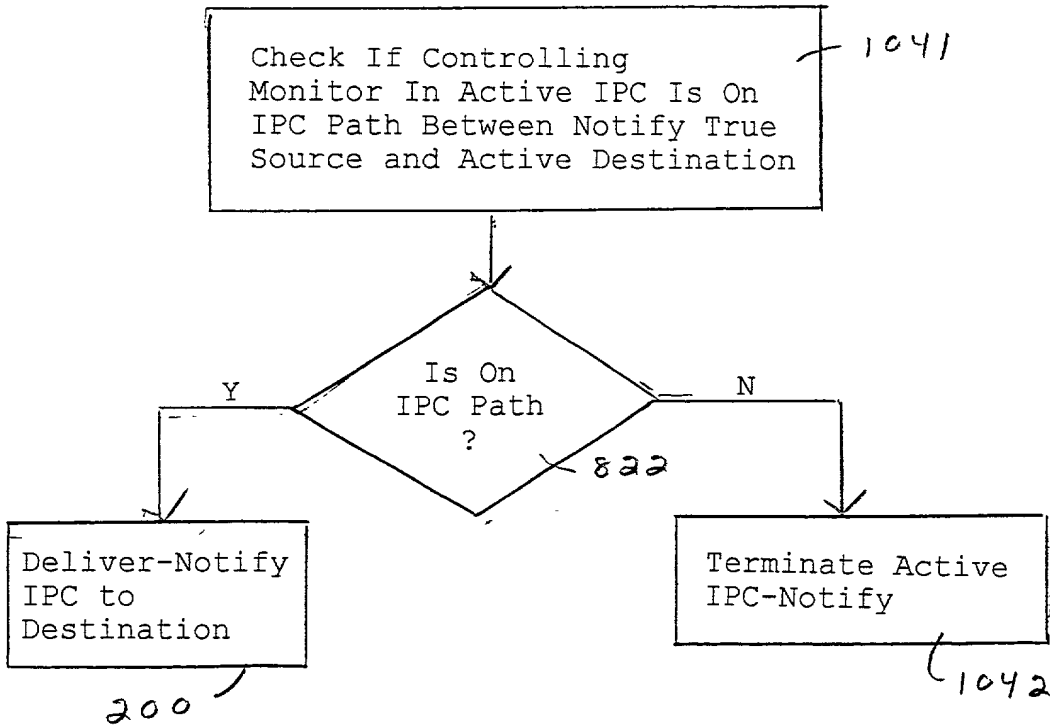 Check If Controlling
Monitor In Active IPC Is On
IPC Path Between Notify True
Source and Active Destination
1041
Is On
IPC Path
?
822
Y
N
Deliver-Notify
IPC to
Destination
200
Terminate Active
IPC-Notify
1042